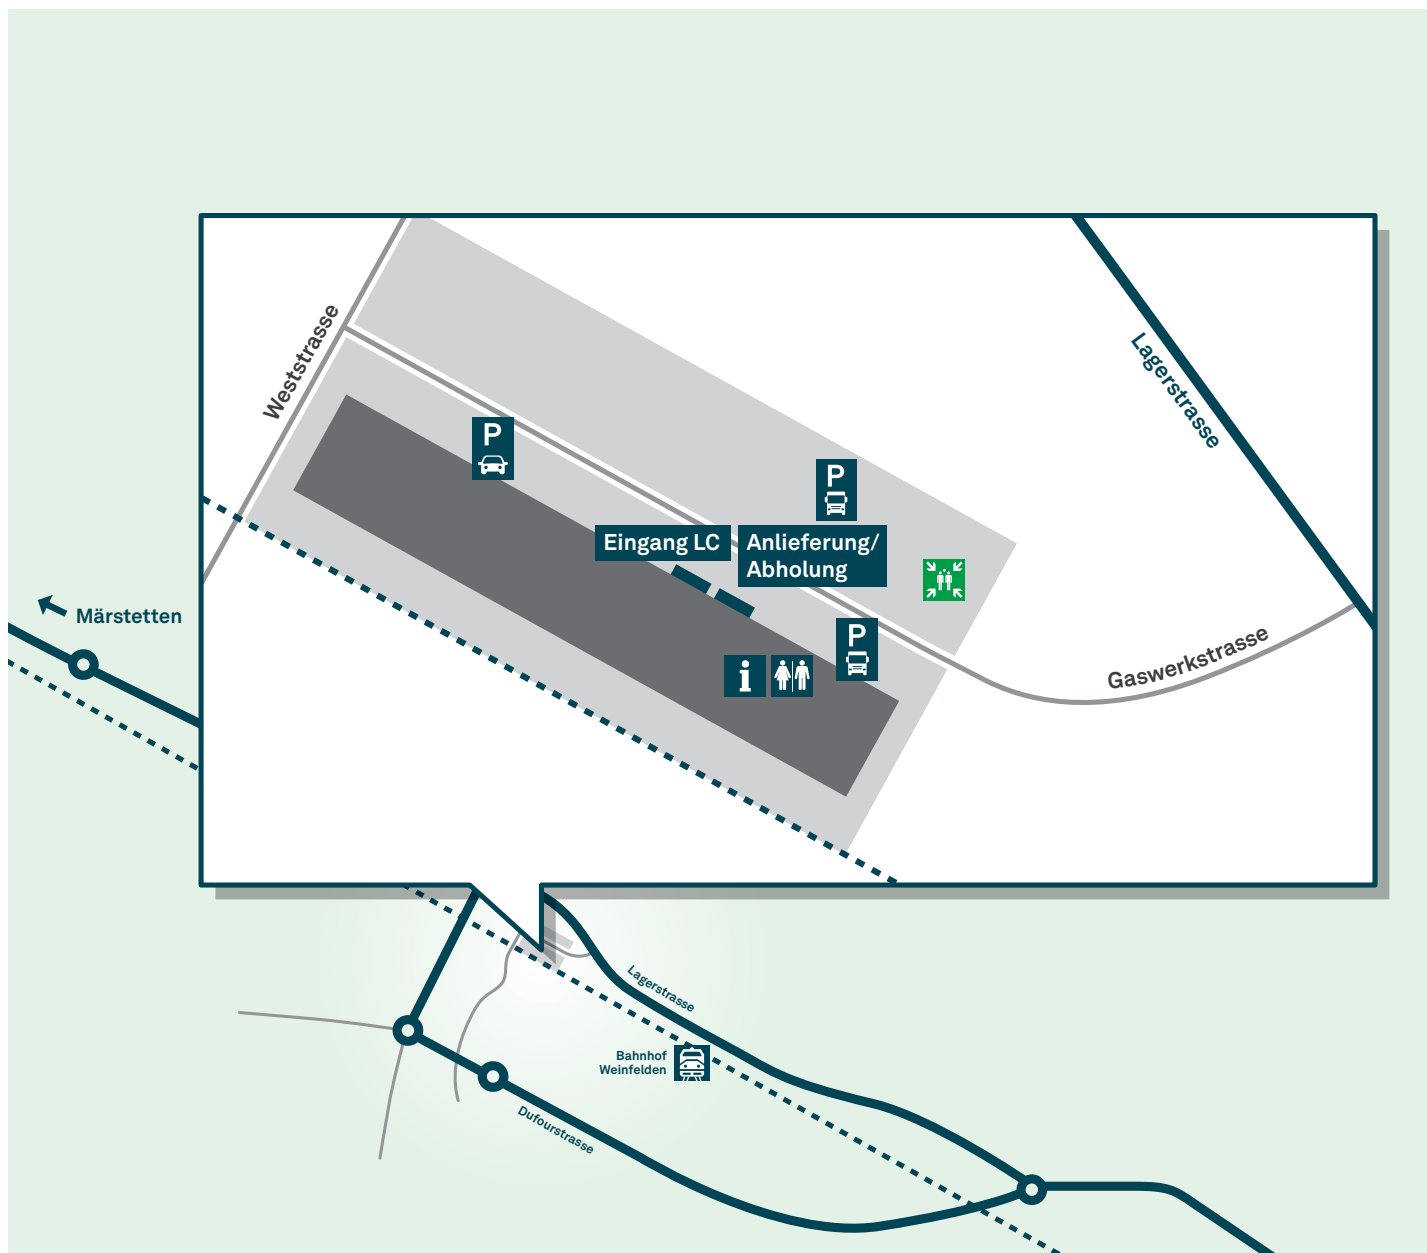 Weststrasse
Lagerstrasse
P
P
Eingang LC
Anlieferung/
Abholung
Märstetten
P
i
Gaswerkstrasse
Lagerstrasse
Bahnhof
Weinfelden
Dufourstrasse